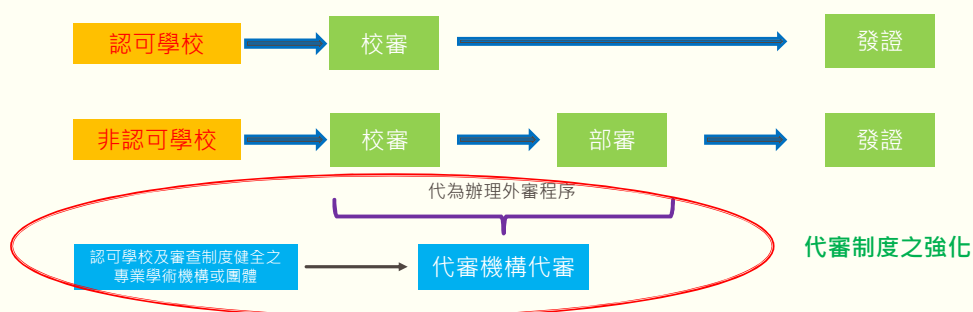 認可學校
校審
發證
非認可學校
校審
部審
發證
代為辦理外審程序
認可學校及審查制度健全之
專業學術機構或團體
代審機構代審
代審制度之強化